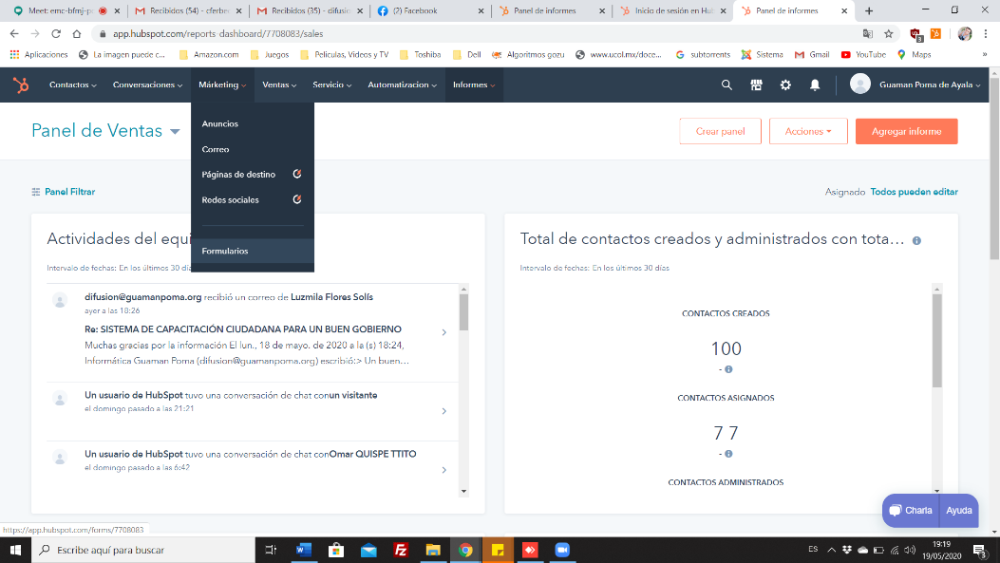 Meet: emc-bfmj-p
Recibidos (54) - cferbe
Recibidos (35) - difusio
(2) Facebook
Panel de informes
Inicio de sesión en Hub
Panel de informes
app.hubspot.com/reports-dashboard/7708083/sales
3
Aplicaciones
La imagen puede c...
Amazon.com
Juegos
Peliculas, Videos y TV
Toshiba
Dell
Algoritmos gozu
www.ucol.mx/doce...
subtorrents
Sistema
Gmail
YouTube
Maps
»
Contactos
Conversaciones
Márketing
Ventas
Servicio
Automatizacion
Informes
Guaman Poma de Ayala
Anuncios
Correo
Páginas de destino
Redes sociales
Formularios
Panel de Ventas
Crear panel
Acciones
Agregar informe
Panel Filtrar
Asignado Todos pueden editar
Actividades del equi
Intervalo de fechas: En los últimos 30 día
difusion@guamanpoma.org recibió un correo de Luzmila Flores Solís
ayer a las 18:26
Re: SISTEMA DE CAPACITACIÓN CIUDADANA PARA UN BUEN GOBIERNO
Muchas gracias por la información El lun., 18 de mayo. de 2020 a la (s) 18:24,
Informática Guaman Poma (difusion@guamanpoma.org) escribió:> Un buen...
Un usuario de HubSpot tuvo una conversación de chat conun visitante
el domingo pasado a las 21:21
Un usuario de HubSpot tuvo una conversación de chat conOmar QUISPE TTITO
el domingo pasado a las 6:42
Total de contactos creados y administrados con tota...
Intervalo de fechas: En los últimos 30 días
CONTACTOS CREADOS
100
-
CONTACTOS ASIGNADOS
7 7
-
CONTACTOS ADMINISTRADOS
Charla
Ayuda
https://app.hubspot.com/forms/7708083
Escribe aquí para buscar
ES
19:19
19/05/2020
3